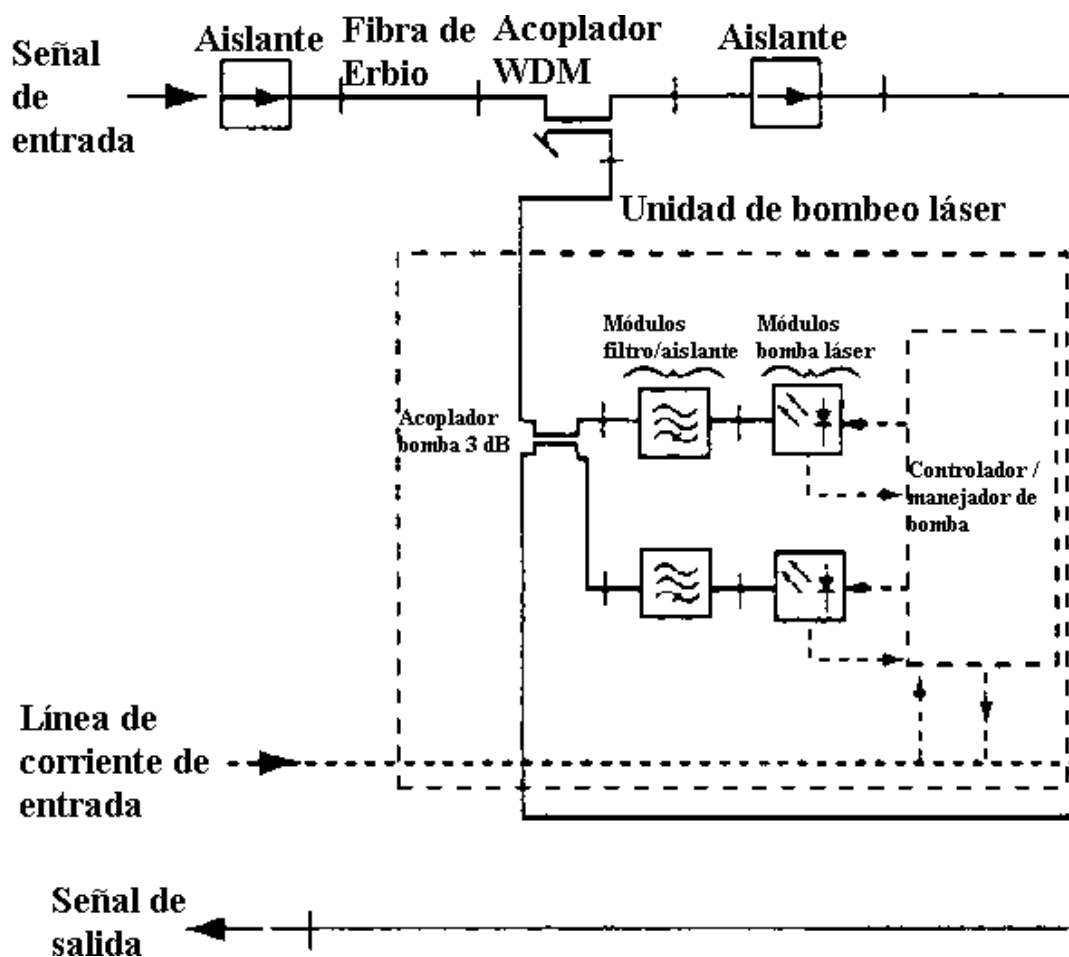 Señal
de
entrada
Aislante
Fibra de
Erbio
Acoplador
WDM
Aislante
Unidad de bombeo láser
Módulos
filtro/aislante
Módulos
bomba láser
Acoplador
bomba 3 dB
Controlador /
manejador de
bomba
Línea de
corriente de
entrada
Señal de
salida